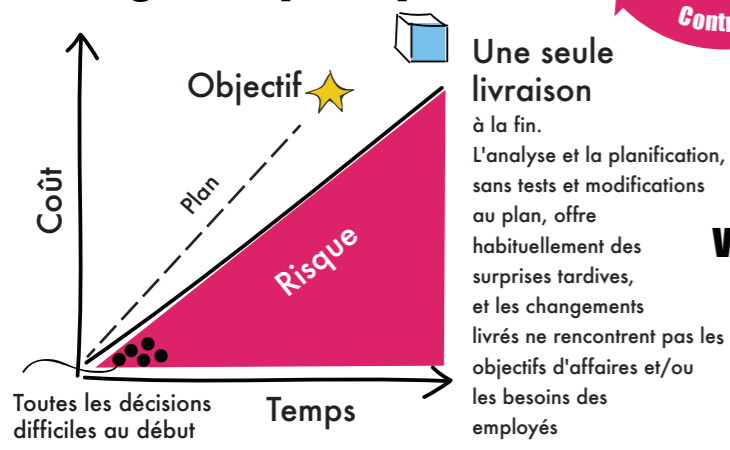 Contr
Objectif
Plan
Coût
Risque
Temps
Toutes les décisions
difficiles au début
Une seule
livraison
à la fin.
L'analyse et la planification,
sans tests et modifications
au plan, offre
habituellement des
surprises tardives,
et les changements
livrés ne rencontrent pas les
objectifs d'affaires et/ou
les besoins des
employés